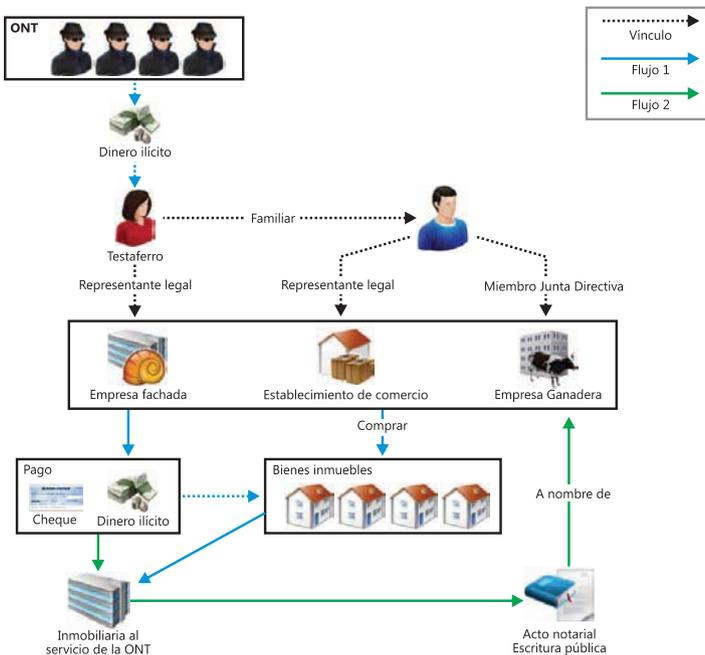 ONT
Vínculo
Flujo 1
Flujo 2
Dinero ilícito
Familiar
Testaferro
Representante legal
Representante legal
Miembro Junta Directiva
Empresa fachada
Establecimiento de comercio
Empresa Ganadera
Comprar
Pago
Cheque
Dinero ilícito
Bienes inmuebles
A nombre de
Inmobiliaria al
servicio de la ONT
Acto notarial
Escritura pública